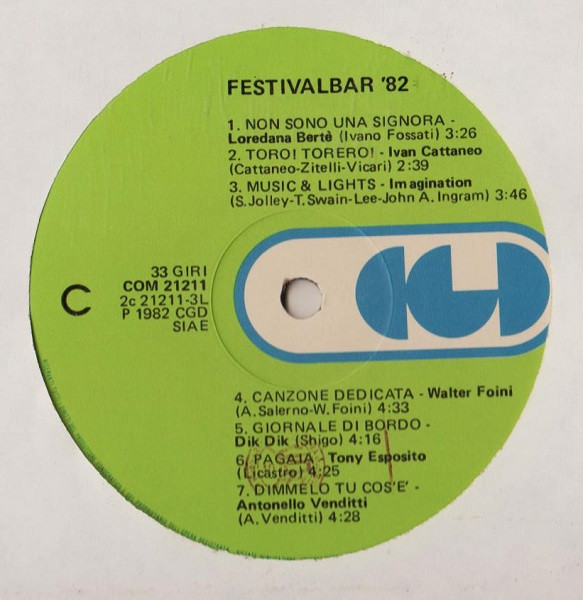 FESTIVALBAR '82
1. NON SONO UNA SIGNORA -
Loredana Bertè (Ivano Fossati) 3:26
2. TORO! TORERO! - Ivan Cattaneo
(Cattaneo-Zitelli-Vicari) 2:39
3. MUSIC & LIGHTS - Imagination
(S.Jolley-T.Swain-Lee-John A. Ingram) 3:46
33 GIRI
COM 21211
2c 21211-3L
P 1982 CGD
SIAE
C
CGD
4. CANZONE DEDICATA - Walter Foini
(A. Salerno-W. Foini) 4:33
5. GIORNALE DI BORDO -
Dik Dik (Shigo) 4:16
6. PAGAIA - Tony Esposito
(Licastro) 4:25
7. DIMMELO TU COS'E' -
Antonello Venditti
(A. Venditti) 4:28